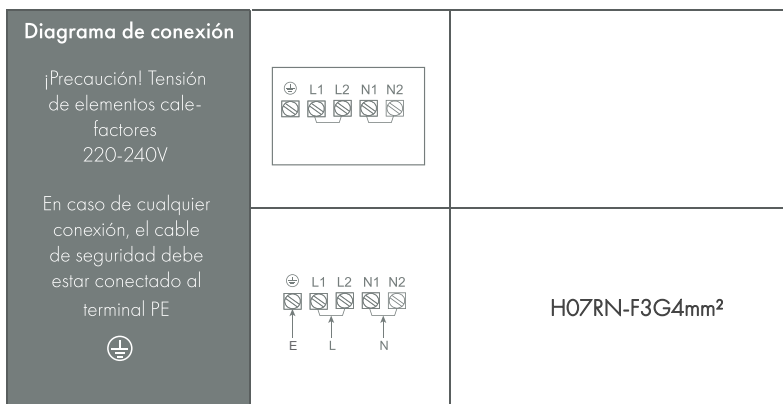 Diagrama de conexión
¡Precaución! Tensión
de elementos cale-
factores
220-240V
En caso de cualquier
conexión, el cable
de seguridad debe
estar conectado al
terminal PE
L1 L2 N1 N2
L1 L2 N1 N2
E L N
H07RN-F3G4mm²